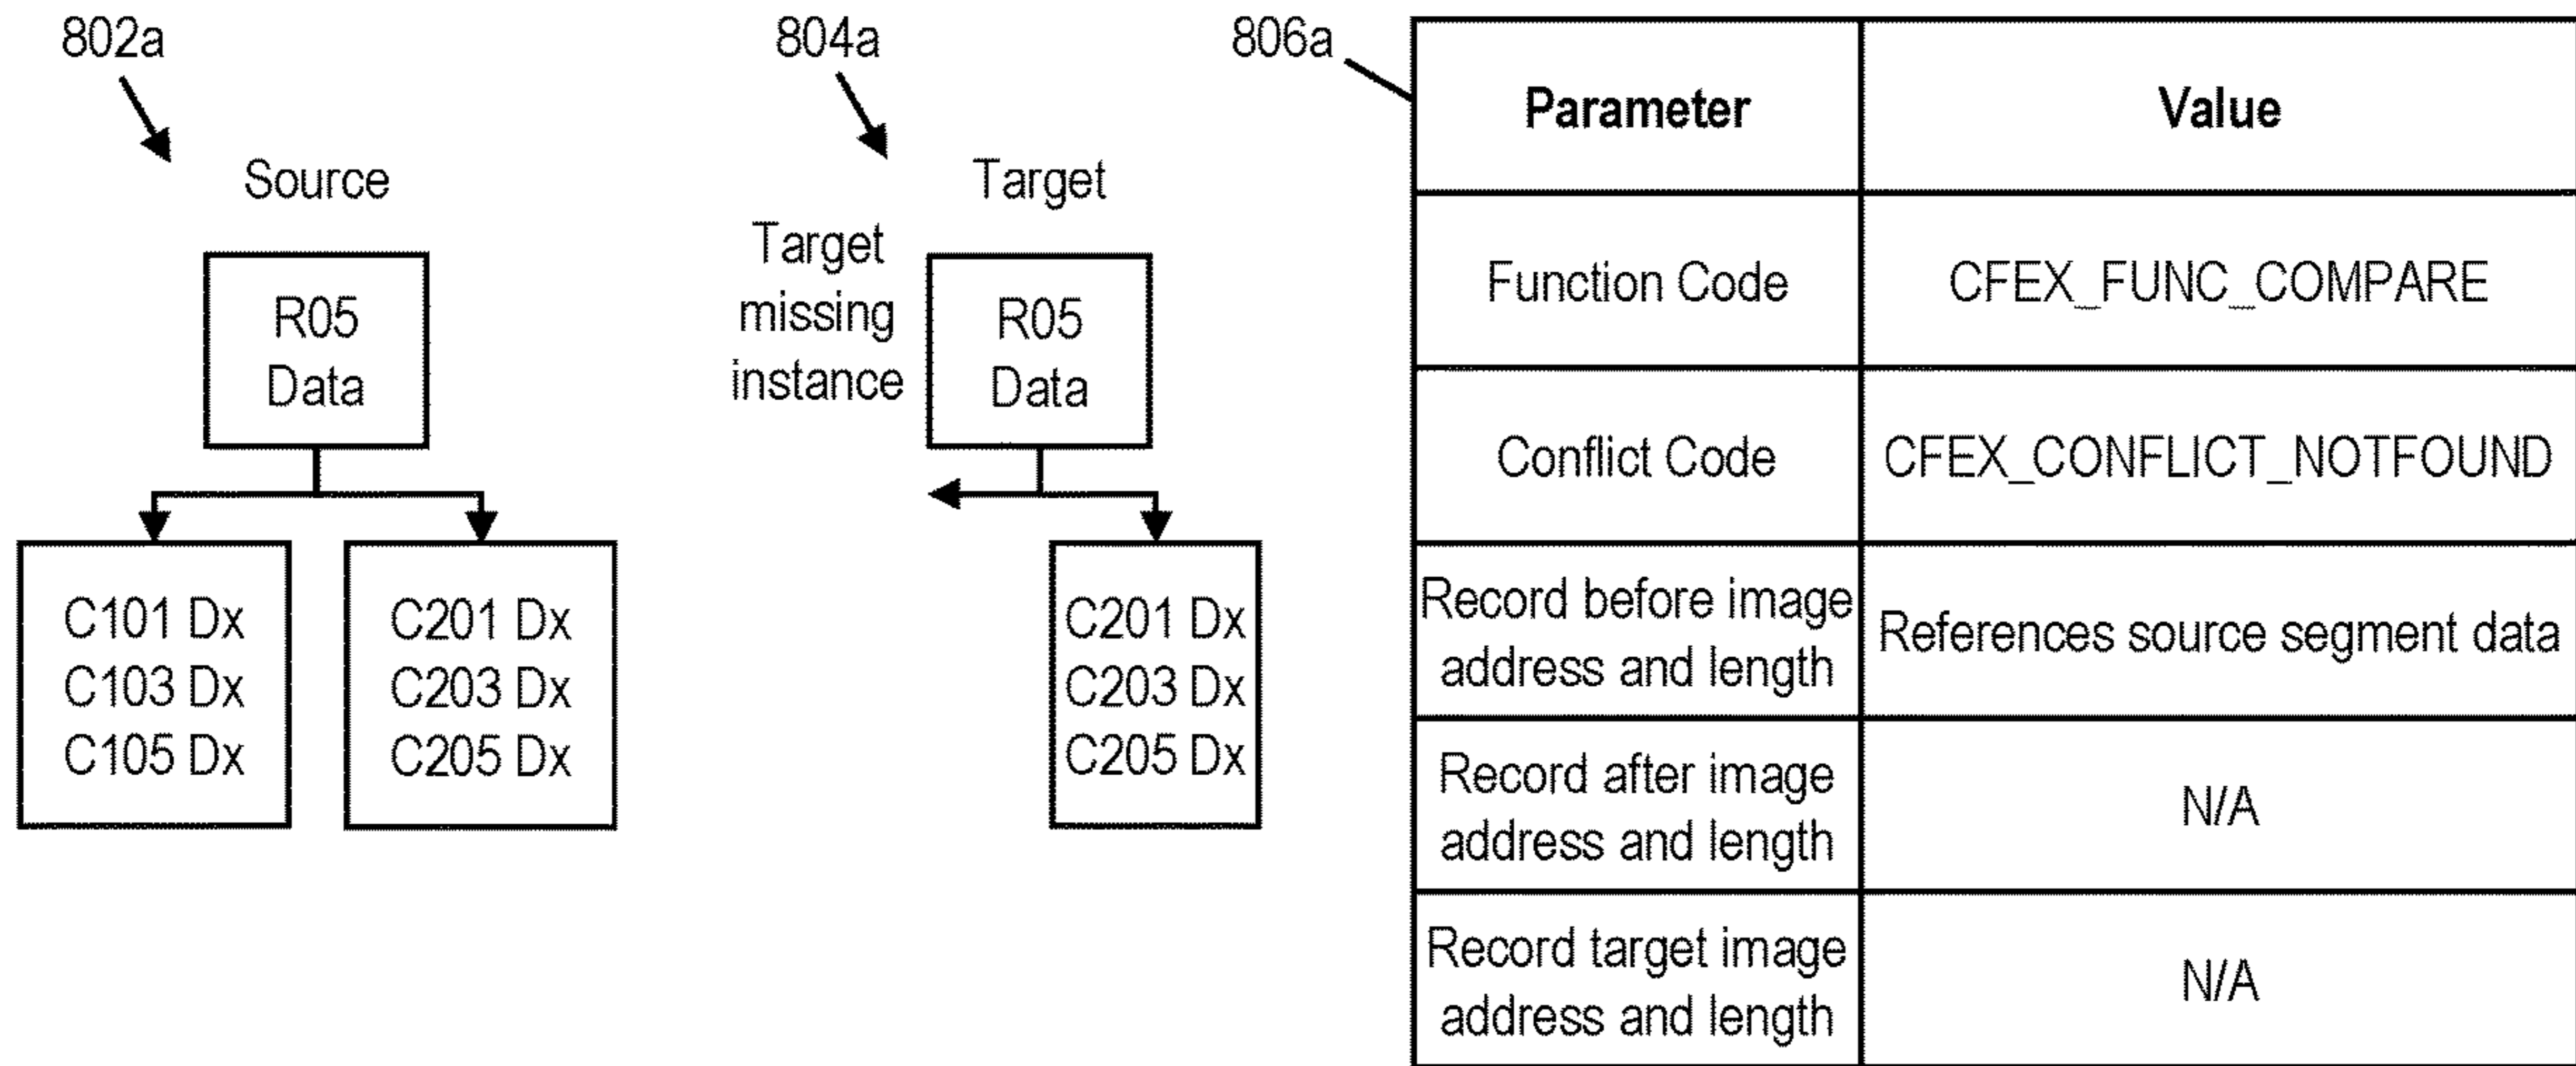 802a
Source
R05
Data
C101 Dx
C103 Dx
C105 Dx
C201 Dx
C203 Dx
C205 Dx
804a
Target
Target
missing
instance
R05
Data
C201 Dx
C203 Dx
C205 Dx
806a
Parameter
Value
Function Code
CFEX_FUNC_COMPARE
Conflict Code
CFEX_CONFLICT_NOTFOUND
Record before image
address and length
References source segment data
Record after image
address and length
N/A
Record target image
address and length
N/A